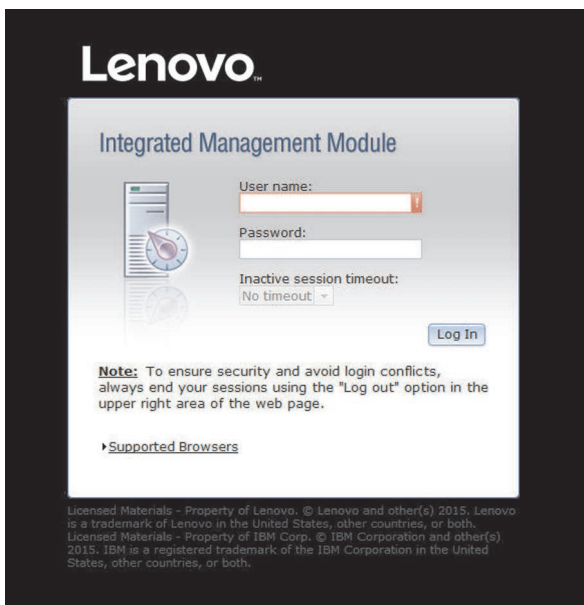 Lenovo™
Integrated Management Module
User name:
!
Password:
Inactive session timeout:
No timeout
Log In
Note: To ensure security and avoid login conflicts,
always end your sessions using the "Log out" option in the
upper right area of the web page.
Supported Browsers
Licensed Materials - Property of Lenovo. © Lenovo and other(s) 2015. Lenovo
is a trademark of Lenovo in the United States, other countries, or both.
Licensed Materials - Property of IBM Corp. © IBM Corporation and other(s)
2015. IBM is a registered trademark of the IBM Corporation in the United
States, other countries, or both.